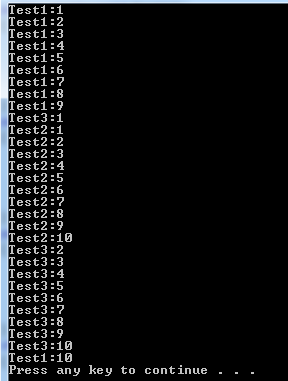 Test1:1
Test1:2
Test1:3
Test1:4
Test1:5
Test1:6
Test1:7
Test1:8
Test1:9
Test3:1
Test2:1
Test2:2
Test2:3
Test2:4
Test2:5
Test2:6
Test2:7
Test2:8
Test2:9
Test2:10
Test3:2
Test3:3
Test3:4
Test3:5
Test3:6
Test3:7
Test3:8
Test3:9
Test3:10
Test1:10
Press any key to continue . . .